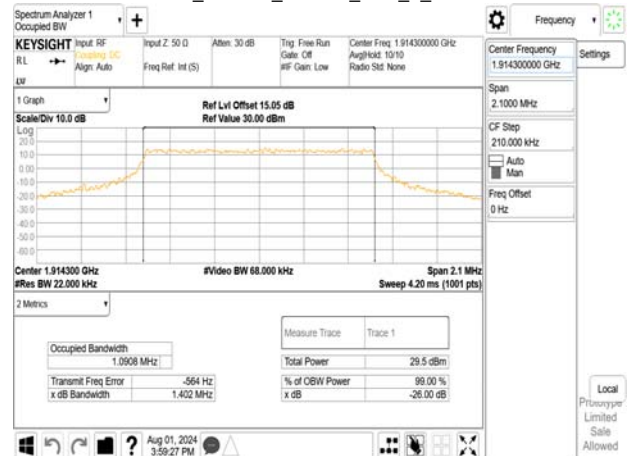 Spectrum Analyzer 1
Occupied BW
Frequency
KEYSIGHT
Input: RF
Coupling: DC
Align: Auto
Input Z: 50 Ω
Freq Ref: Int (S)
Atten: 30 dB
Trig: Free Run
Gate: Off
#IF Gain: Low
Center Freq: 1.914300000 GHz
Avg|Hold: 10/10
Radio Std: None
RL
Center Frequency
1.914300000 GHz
Settings
Span
2.1000 MHz
CF Step
210.000 kHz
Auto
Man
Freq Offset
0 Hz
1 Graph
Scale/Div 10.0 dB
Ref Lvl Offset 15.05 dB
Ref Value 30.00 dBm
Log
20.0
10.0
0.00
-10.0
-20.0
-30.0
-40.0
-50.0
-60.0
Center 1.914300 GHz
#Video BW 68.000 kHz
Span 2.1 MHz
#Res BW 22.000 kHz
Sweep 4.20 ms (1001 pts)
2 Metrics
Measure Trace Trace 1
Occupied Bandwidth
1.0908 MHz
Total Power 29.5 dBm
Transmit Freq Error -564 Hz
% of OBW Power 99.00 %
x dB Bandwidth 1.402 MHz
x dB -26.00 dB
Local
Prototype
Limited
Sale
Allowed
?
Aug 01, 2024
3:59:27 PM